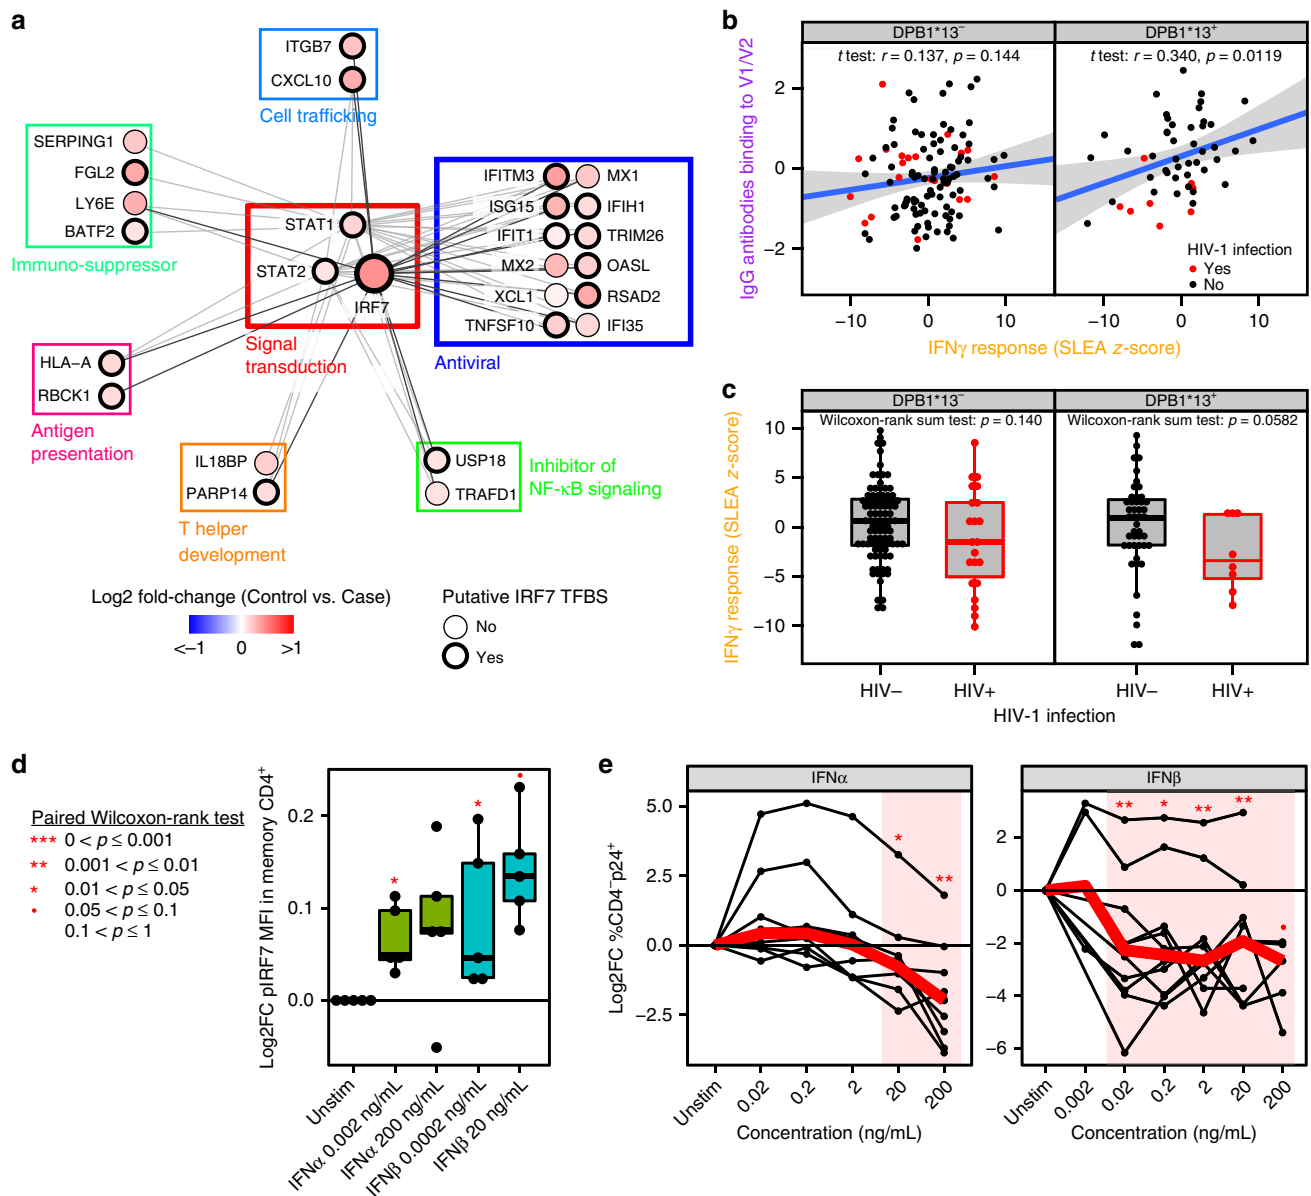 a
ITGB7
CXCL10
Cell trafficking
SERPING1
FGL2
LY6E
BATF2
Immuno-suppressor
STAT1
STAT2
IRF7
Signal
transduction
IFITM3
MX1
ISG15
IFIH1
IFIT1
TRIM26
MX2
OASL
XCL1
RSAD2
TNFSF10
IFI35
Antiviral
HLA−A
RBCK1
Antigen
presentation
IL18BP
PARP14
T helper
development
USP18
TRAFD1
Inhibitor of
NF-κB signaling
Log2 fold-change (Control vs. Case)
<−1 0 >1
Putative IRF7 TFBS
No
Yes
b
IgG antibodies binding to V1/V2
DPB1*13⁻
DPB1*13⁺
t test: r = 0.137, p = 0.144
t test: r = 0.340, p = 0.0119
2
0
−2
HIV-1 infection
Yes
No
−10 0 10
−10 0 10
IFNγ response (SLEA z-score)
c
IFNγ response (SLEA z-score)
DPB1*13⁻
DPB1*13⁺
Wilcoxon-rank sum test: p = 0.140
Wilcoxon-rank sum test: p = 0.0582
10
5
0
−5
−10
HIV− HIV+
HIV− HIV+
HIV-1 infection
d
Paired Wilcoxon-rank test
*** 0 < p ≤ 0.001
** 0.001 < p ≤ 0.01
* 0.01 < p ≤ 0.05
• 0.05 < p ≤ 0.1
0.1 < p ≤ 1
Log2FC pIRF7 MFI in memory CD4⁺
0.2
0.1
0.0
*
*
•
Unstim
IFNα 0.002 ng/mL
IFNα 200 ng/mL
IFNβ 0.0002 ng/mL
IFNβ 20 ng/mL
e
Log2FC %CD4⁻p24⁺
IFNα
5.0
2.5
0.0
−2.5
*
**
Unstim
0.02
0.2
2
20
200
Concentration (ng/mL)
IFNβ
2
0
−2
−4
−6
**
*
**
**
•
Unstim
0.002
0.02
0.2
2
20
200
Concentration (ng/mL)